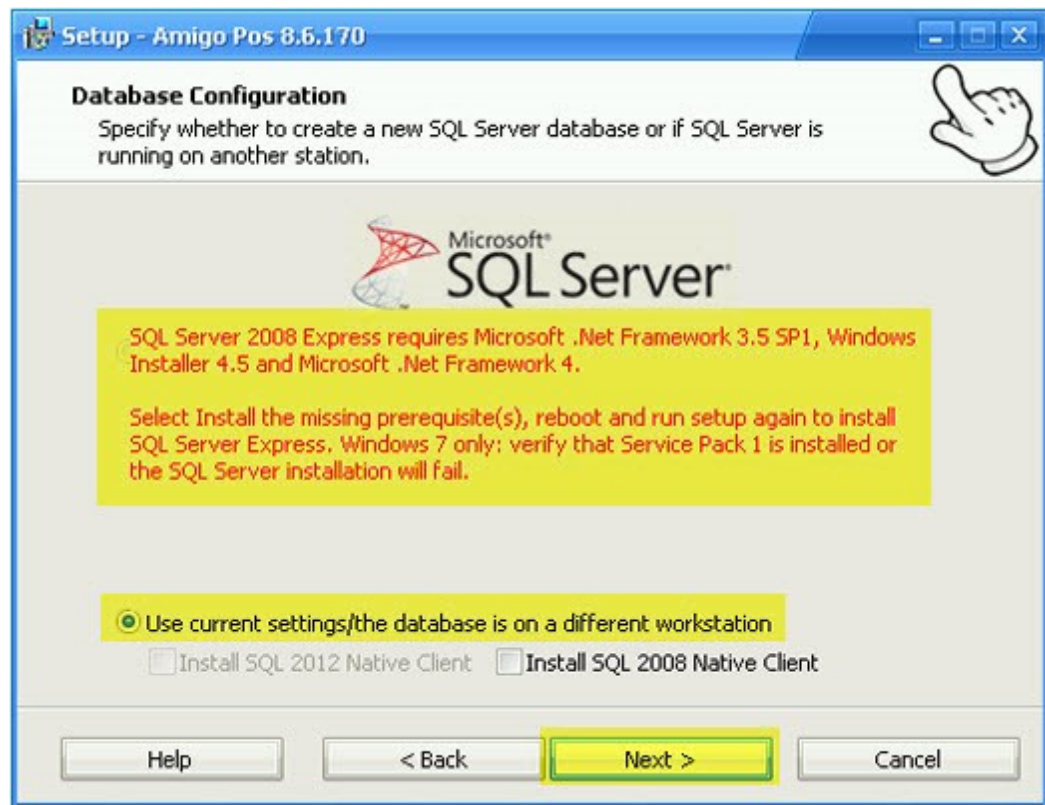 Setup - Amigo Pos 8.6.170
Database Configuration
Specify whether to create a new SQL Server database or if SQL Server is
running on another station.
Microsoft®
SQL Server
SQL Server 2008 Express requires Microsoft .Net Framework 3.5 SP1, Windows
Installer 4.5 and Microsoft .Net Framework 4.
Select Install the missing prerequisite(s), reboot and run setup again to install
SQL Server Express. Windows 7 only: verify that Service Pack 1 is installed or
the SQL Server installation will fail.
Use current settings/the database is on a different workstation
Install SQL 2012 Native Client Install SQL 2008 Native Client
Help < Back Next > Cancel